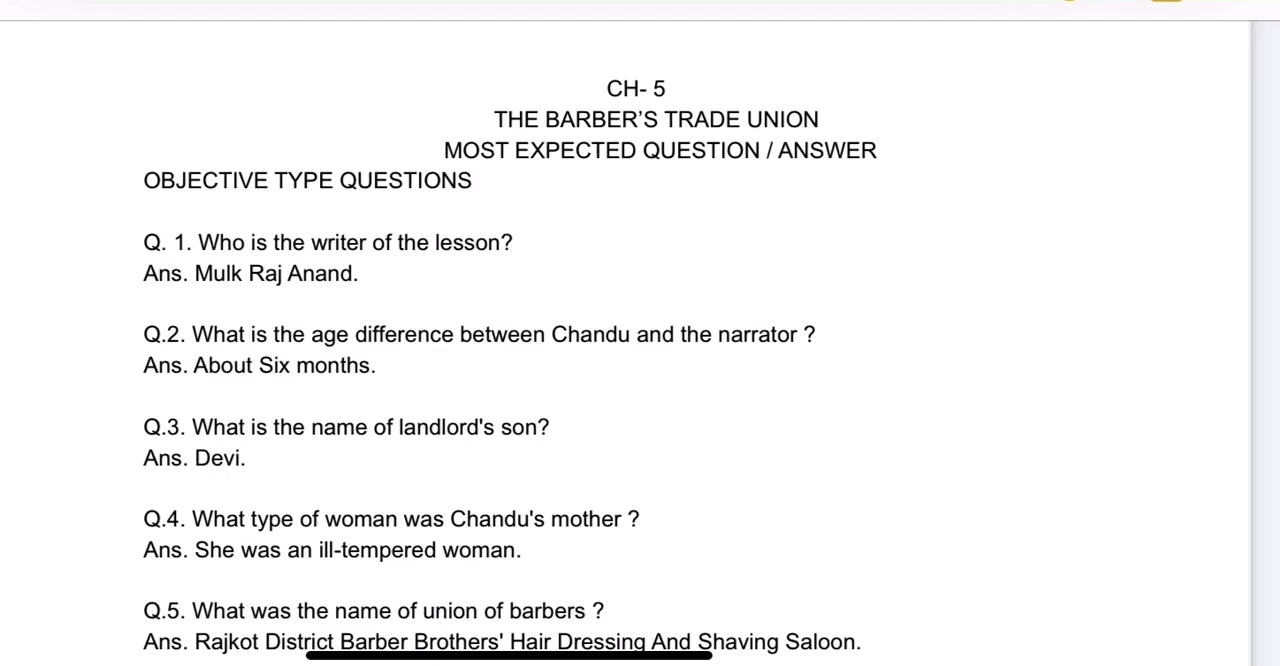 CH- 5
THE BARBER’S TRADE UNION
MOST EXPECTED QUESTION / ANSWER
OBJECTIVE TYPE QUESTIONS
Q. 1. Who is the writer of the lesson?
Ans. Mulk Raj Anand.
Q.2. What is the age difference between Chandu and the narrator ?
Ans. About Six months.
Q.3. What is the name of landlord's son?
Ans. Devi.
Q.4. What type of woman was Chandu's mother ?
Ans. She was an ill-tempered woman.
Q.5. What was the name of union of barbers ?
Ans. Rajkot District Barber Brothers' Hair Dressing And Shaving Saloon.